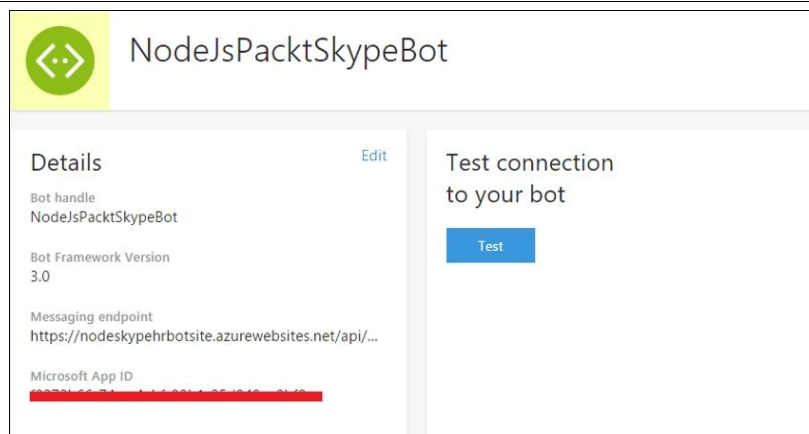 NodeJsPacktSkypeBot
Details
Edit
Bot handle
NodeJsPacktSkypeBot
Bot Framework Version
3.0
Messaging endpoint
https://nodeskypehrbotsite.azurewebsites.net/api/...
Microsoft App ID
Test connection
to your bot
Test